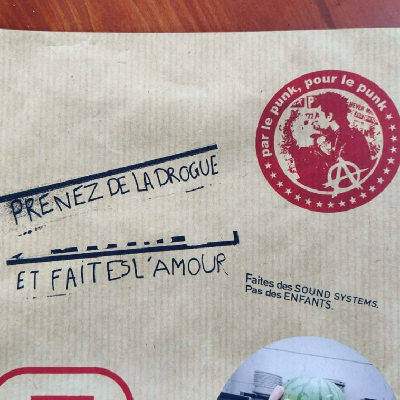 par le punk, pour le punk
PRENEZ DE LA DROGUE
ET FAITES L'AMOUR
Faites des SOUND SYSTEMS.
Pas des ENFANTS.